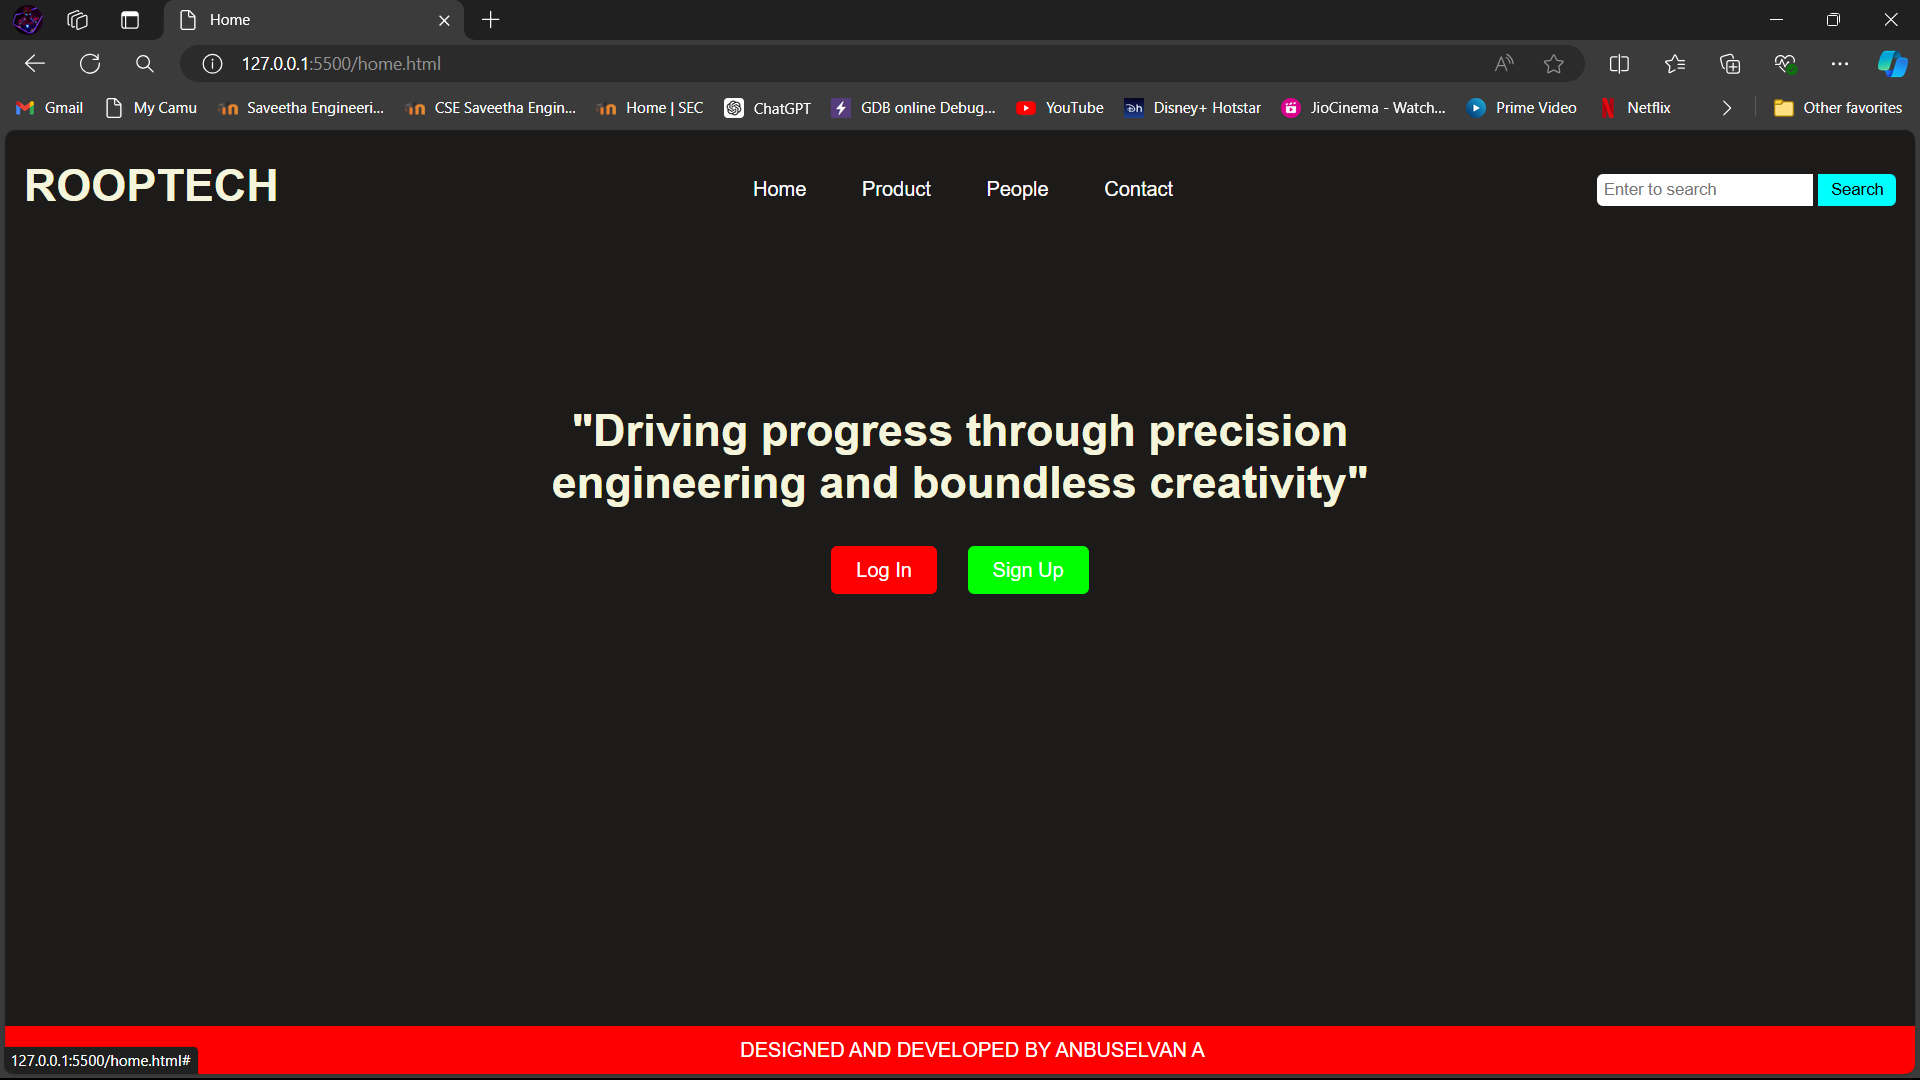 Home
127.0.0.1:5500/home.html
Gmail
My Camu
Saveetha Engineeri...
CSE Saveetha Engin...
Home | SEC
ChatGPT
GDB online Debug...
YouTube
Disney+ Hotstar
JioCinema - Watch...
Prime Video
Netflix
Other favorites
ROOPTECH
Home
Product
People
Contact
Enter to search
Search
"Driving progress through precision
engineering and boundless creativity"
Log In
Sign Up
DESIGNED AND DEVELOPED BY ANBUSELVAN A
127.0.0.1:5500/home.html#